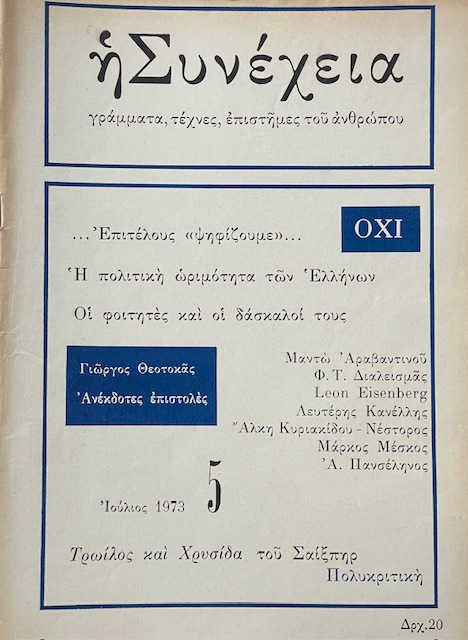 ἡ Συνέχεια
γράμματα, τέχνες, ἐπιστῆμες τοῦ ἀνθρώπου
...Ἐπιτέλους «ψηφίζουμε»...
ΟΧΙ
Ἡ πολιτικὴ ὡριμότητα τῶν Ἑλλήνων
Οἱ φοιτητὲς καὶ οἱ δάσκαλοί τους
Γιῶργος Θεοτοκᾶς
Ἀνέκδοτες ἐπιστολὲς
Μαντὼ Ἀραβαντινοῦ
Φ. Τ. Διαλεισμᾶς
Leon Eisenberg
Λευτέρης Κανέλλης
Ἄλκη Κυριακίδου - Νέστορος
Μάρκος Μέσκος
Ἀ. Πανσέληνος
Ἰούλιος 1973
5
Τρωίλος καὶ Χρυσίδα τοῦ Σαίξπηρ
Πολυκριτικὴ
Δρχ.20